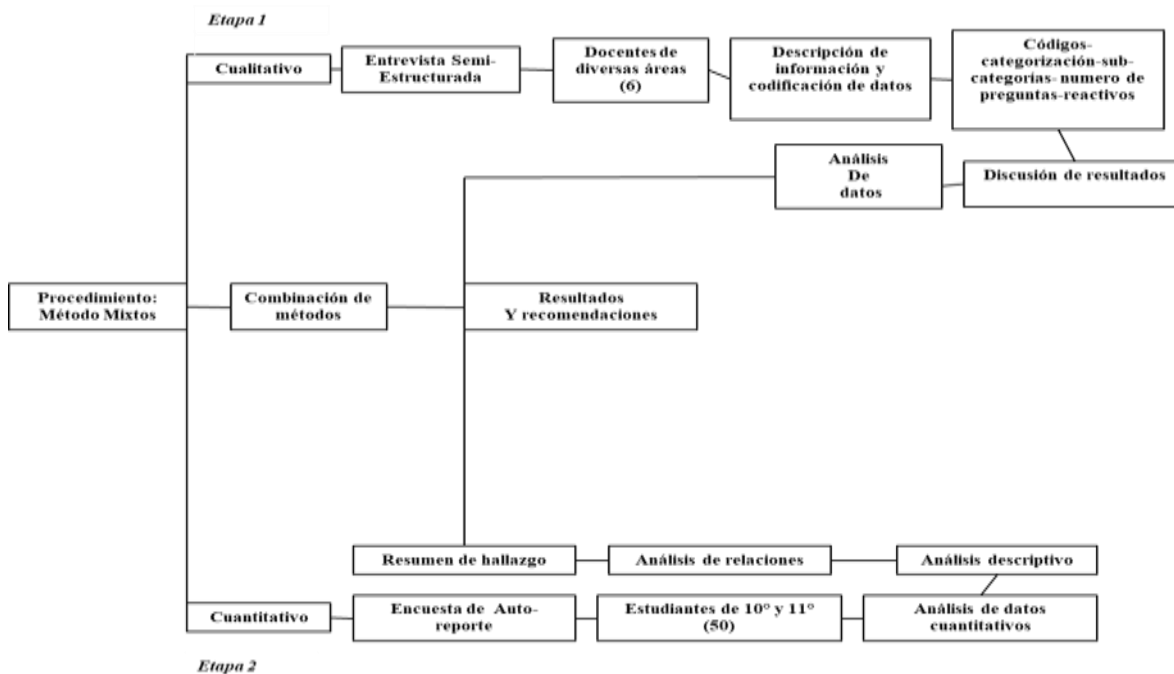 Etapa 1
Cualitativo
Entrevista Semi-
Estructurada
Docentes de
diversas áreas
(6)
Descripción de
información y
codificación de datos
Códigos-
categorización-sub-
categorías- numero de
preguntas-reactivos
Análisis
De
datos
Discusión de resultados
Procedimiento:
Método Mixtos
Combinación de
métodos
Resultados
Y recomendaciones
Resumen de hallazgo
Análisis de relaciones
Análisis descriptivo
Cuantitativo
Encuesta de Auto-
reporte
Estudiantes de 10° y 11°
(50)
Análisis de datos
cuantitativos
Etapa 2